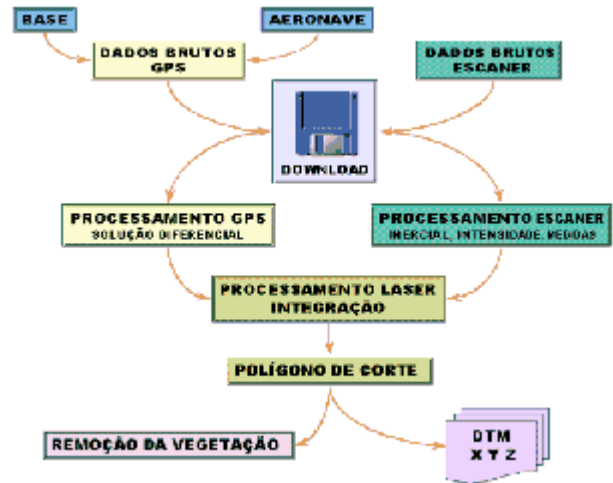 BASE
AERONAVE
DADOS BRUTOS
GPS
DADOS BRUTOS
ESCANER
DOWNLOAD
PROCESSAMENTO GPS
SOLUÇÃO DIFERENCIAL
PROCESSAMENTO ESCANER
INERCIAL, INTENSIDADE, MEDIDAS
PROCESSAMENTO LASER
INTEGRAÇÃO
POLÍGONO DE CORTE
REMOÇÃO DA VEGETAÇÃO
DTM
X Y Z